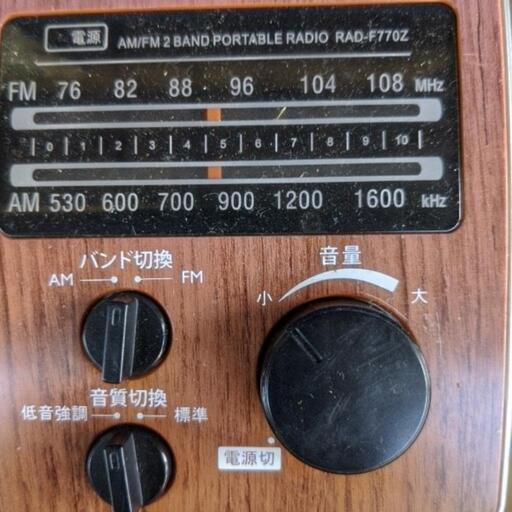 電源 AM/FM 2 BAND PORTABLE RADIO RAD-F770Z
FM 76 82 88 96 104 108 MHz
0 1 2 3 4 5 6 7 8 9 10
AM 530 600 700 900 1200 1600 kHz
バンド切換
AM FM
音量
小 大
音質切換
低音強調 標準
電源切